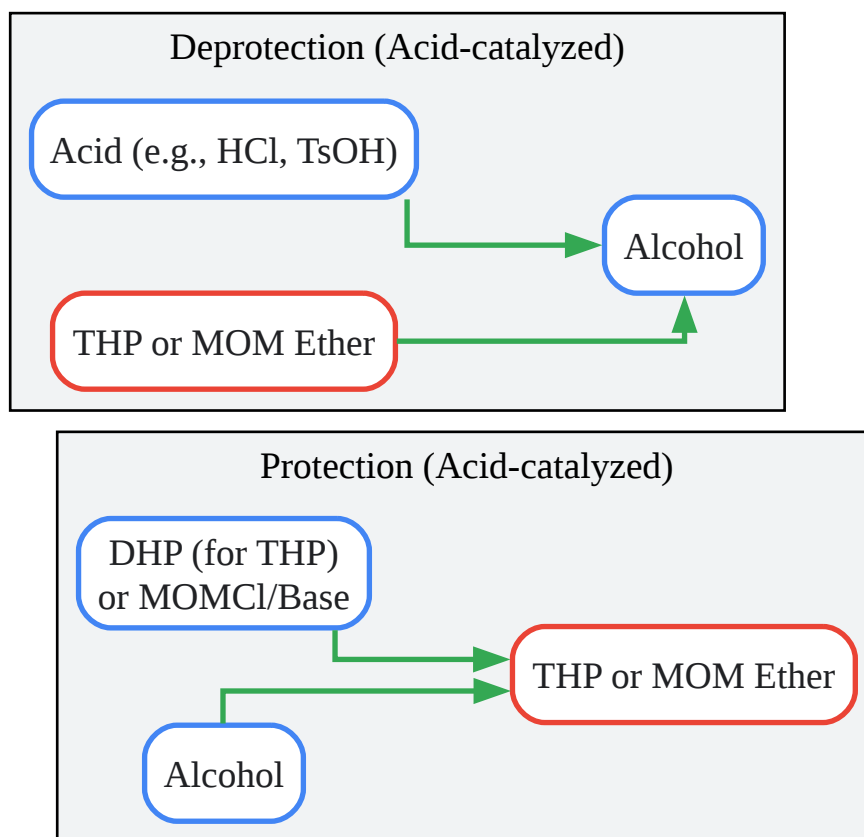 Deprotection (Acid-catalyzed)
Acid (e.g., HCl, TsOH)
Alcohol
THP or MOM Ether
Protection (Acid-catalyzed)
DHP (for THP)
or MOMCl/Base
THP or MOM Ether
Alcohol